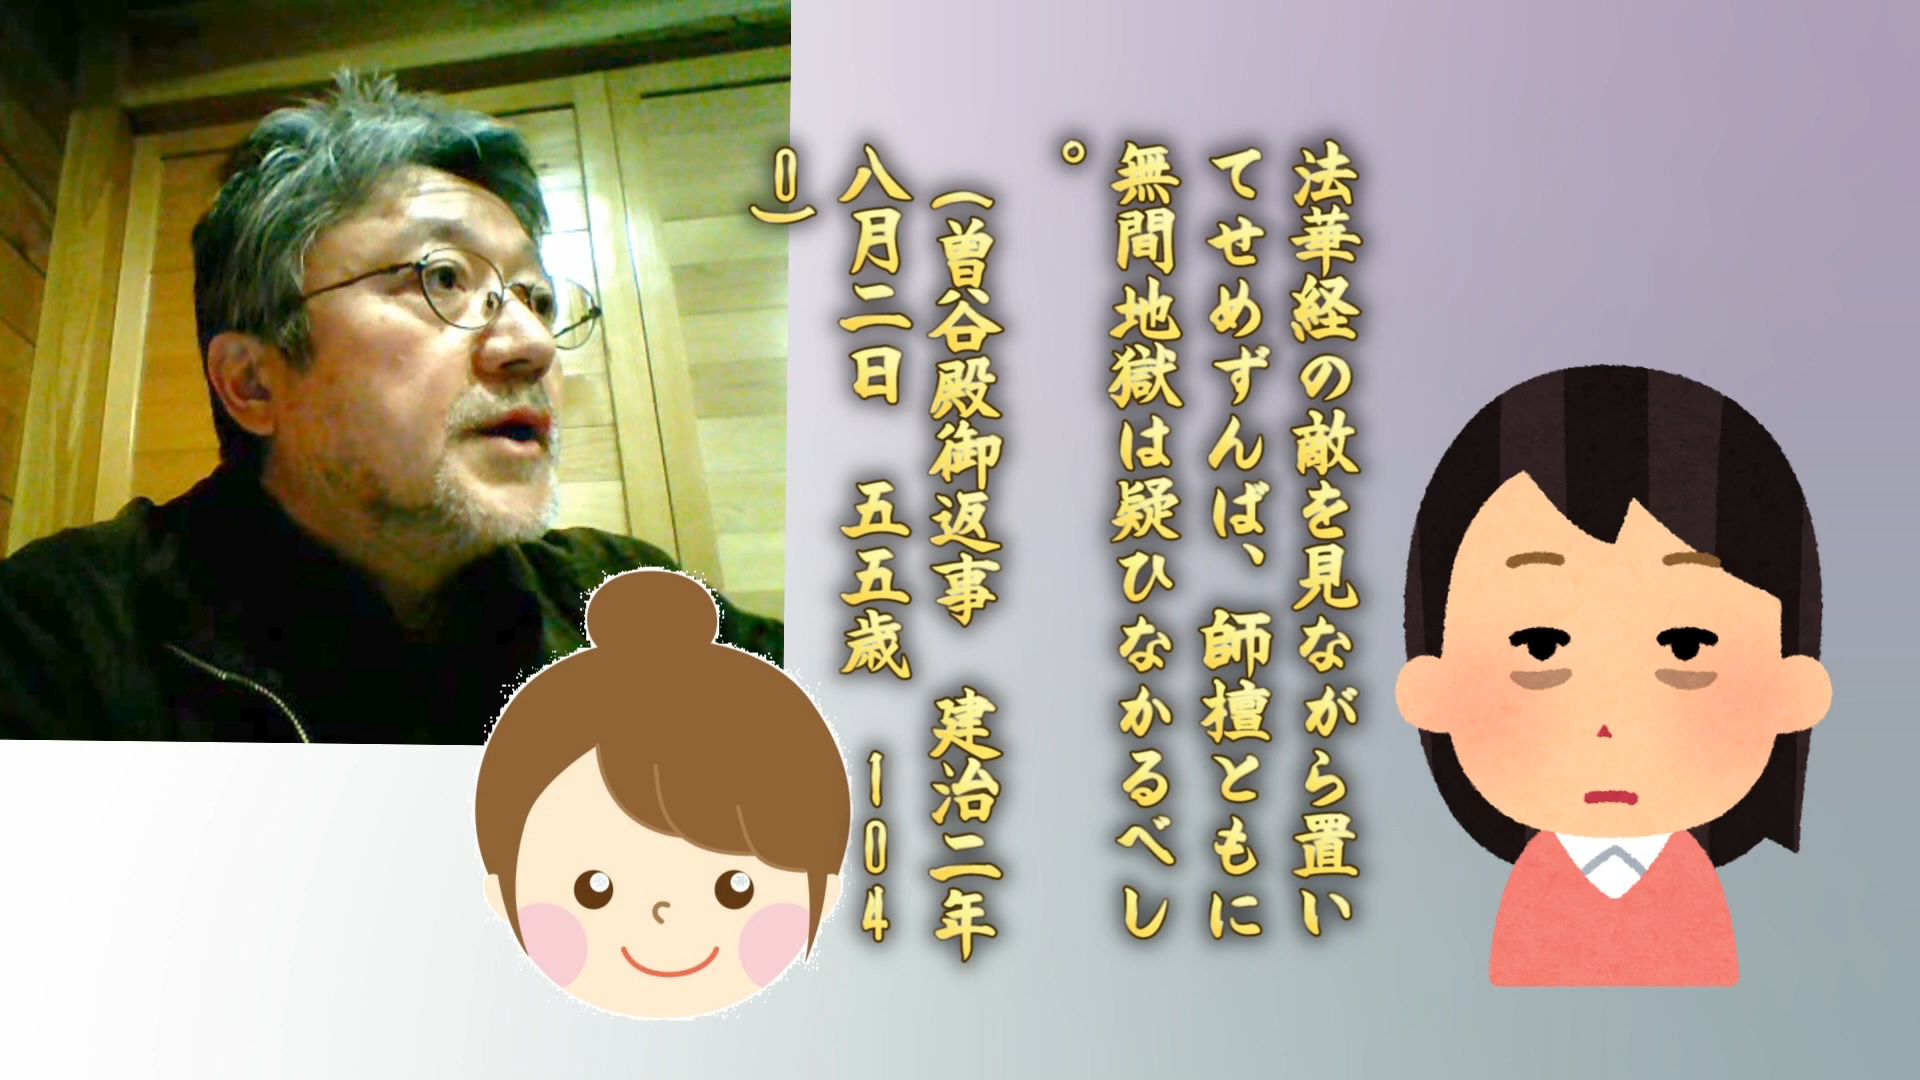 法華経の敵を見ながら置い
てせめずんば、師檀ともに
無間地獄は疑ひなかるべし
。
（曽谷殿御返事　建治二年
八月二日　五五歳　１０４
０）